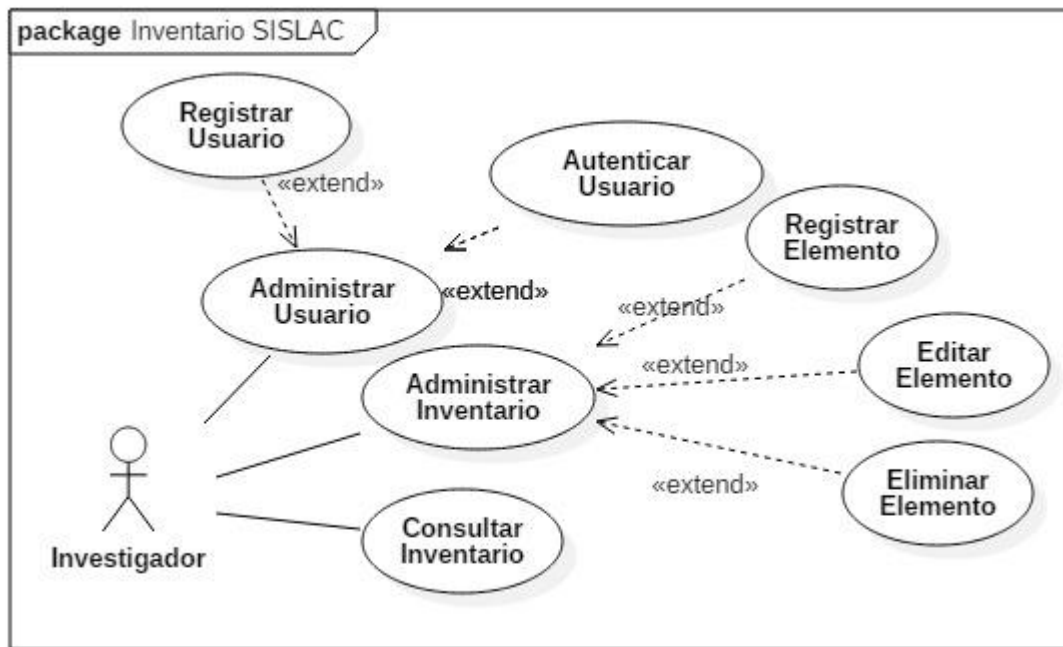 package Inventario SISLAC
Registrar
Usuario
«extend»
Autenticar
Usuario
Registrar
Elemento
Administrar
Usuario
«extend»
«extend»
Editar
Elemento
«extend»
Administrar
Inventario
Eliminar
Elemento
«extend»
Consultar
Inventario
Investigador